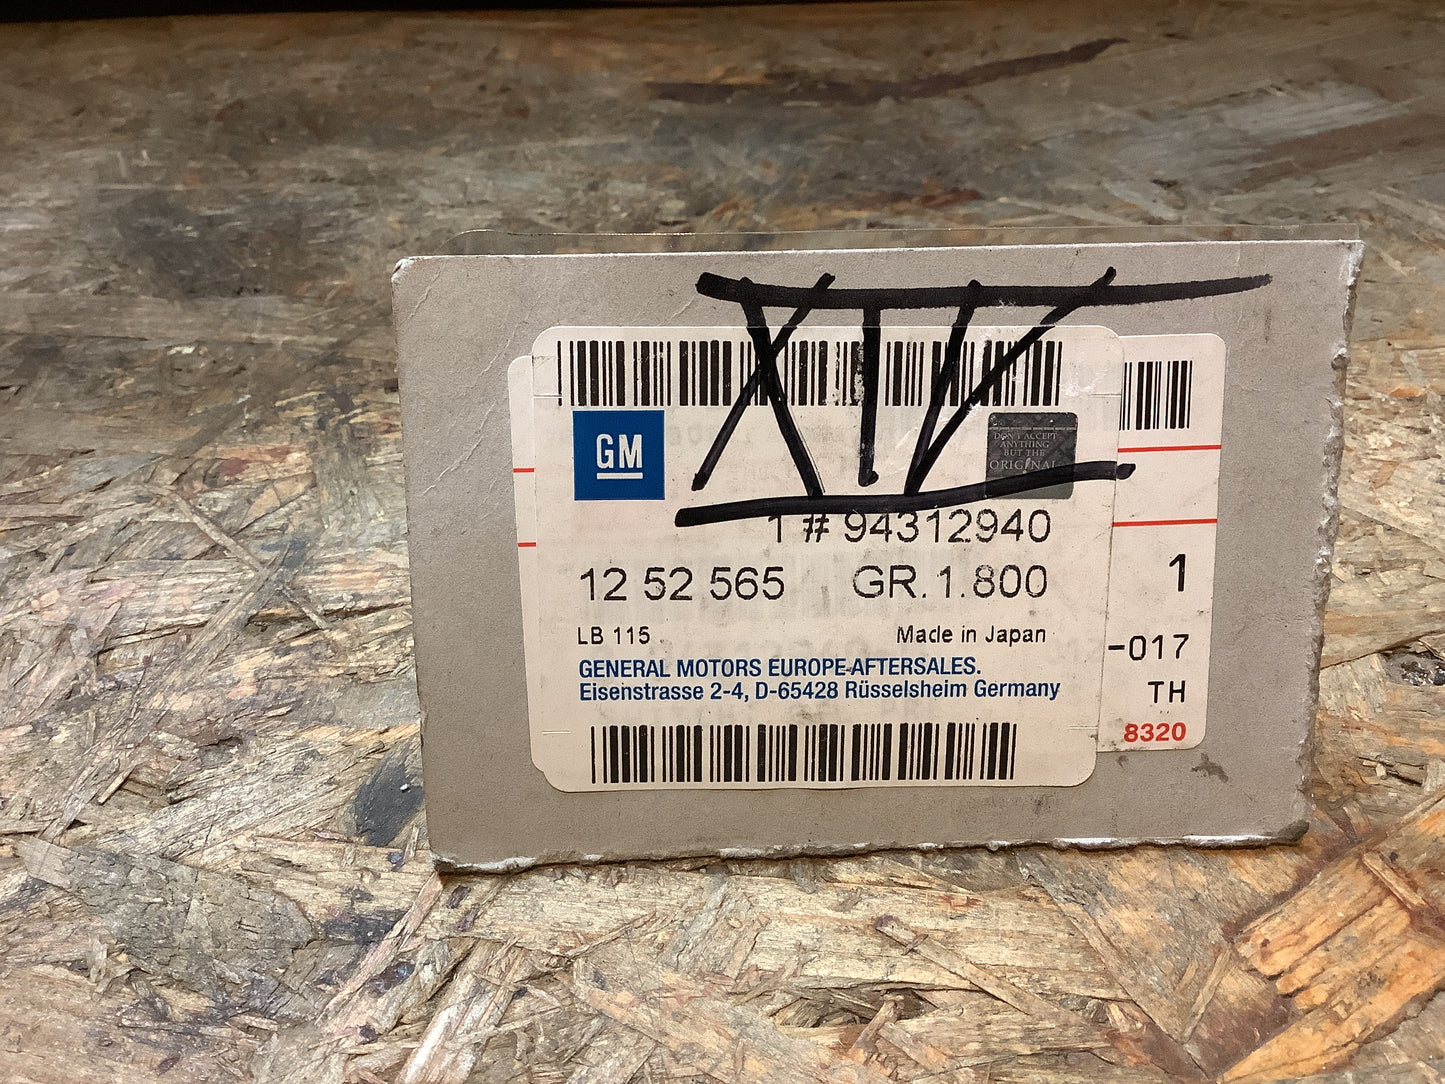 XIV
GM
DON'T ACCEPT
ANYTHING
BUT THE
ORIGINAL
1 # 94312940
12 52 565 GR. 1.800
LB 115 Made in Japan
GENERAL MOTORS EUROPE-AFTERSALES.
Eisenstrasse 2-4, D-65428 Rüsselsheim Germany
1
-017
TH
8320